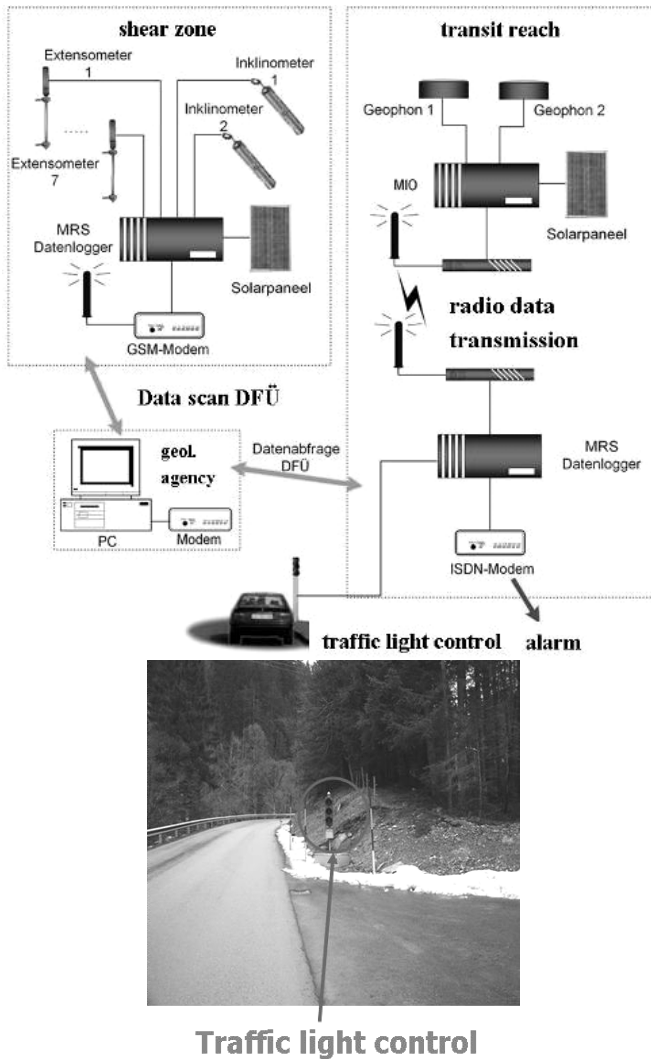 shear zone
Extensometer
1
Inklinometer
1
Inklinometer
2
.....
Extensometer
7
MRS
Datenlogger
Solarpaneel
GSM-Modem
transit reach
Geophon 1
Geophon 2
MIO
Solarpaneel
radio data
transmission
MRS
Datenlogger
ISDN-Modem
Data scan DFÜ
geol.
agency
PC
Modem
Datenabfrage
DFÜ
traffic light control
alarm
Traffic light control